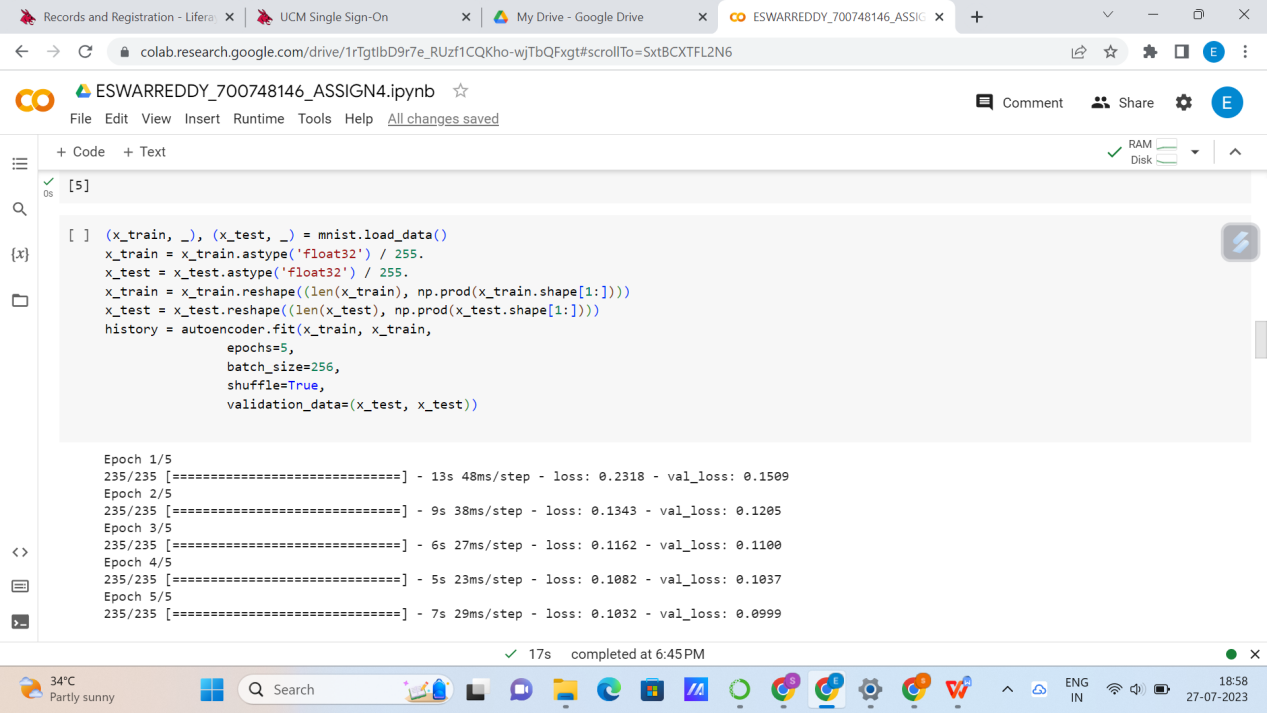 Records and Registration - Liferay
UCM Single Sign-On
My Drive - Google Drive
ESWARREDDY_700748146_ASSIG
colab.research.google.com/drive/1rTgtIbD9r7e_RUzf1CQKho-wjTbQFxgt#scrollTo=SxtBCXTFL2N6
E
ESWARREDDY_700748146_ASSIGN4.ipynb
File Edit View Insert Runtime Tools Help All changes saved
Comment Share E
+ Code + Text
RAM
Disk
0s
[5]
[ ] (x_train, _), (x_test, _) = mnist.load_data()
x_train = x_train.astype('float32') / 255.
x_test = x_test.astype('float32') / 255.
x_train = x_train.reshape((len(x_train), np.prod(x_train.shape[1:])))
x_test = x_test.reshape((len(x_test), np.prod(x_test.shape[1:])))
history = autoencoder.fit(x_train, x_train,
epochs=5,
batch_size=256,
shuffle=True,
validation_data=(x_test, x_test))
{x}
Epoch 1/5
235/235 [==============================] - 13s 48ms/step - loss: 0.2318 - val_loss: 0.1509
Epoch 2/5
235/235 [==============================] - 9s 38ms/step - loss: 0.1343 - val_loss: 0.1205
Epoch 3/5
235/235 [==============================] - 6s 27ms/step - loss: 0.1162 - val_loss: 0.1100
Epoch 4/5
235/235 [==============================] - 5s 23ms/step - loss: 0.1082 - val_loss: 0.1037
Epoch 5/5
235/235 [==============================] - 7s 29ms/step - loss: 0.1032 - val_loss: 0.0999
17s completed at 6:45 PM
34°C
Partly sunny
Search
S
E
S
W
ENG
IN
18:58
27-07-2023